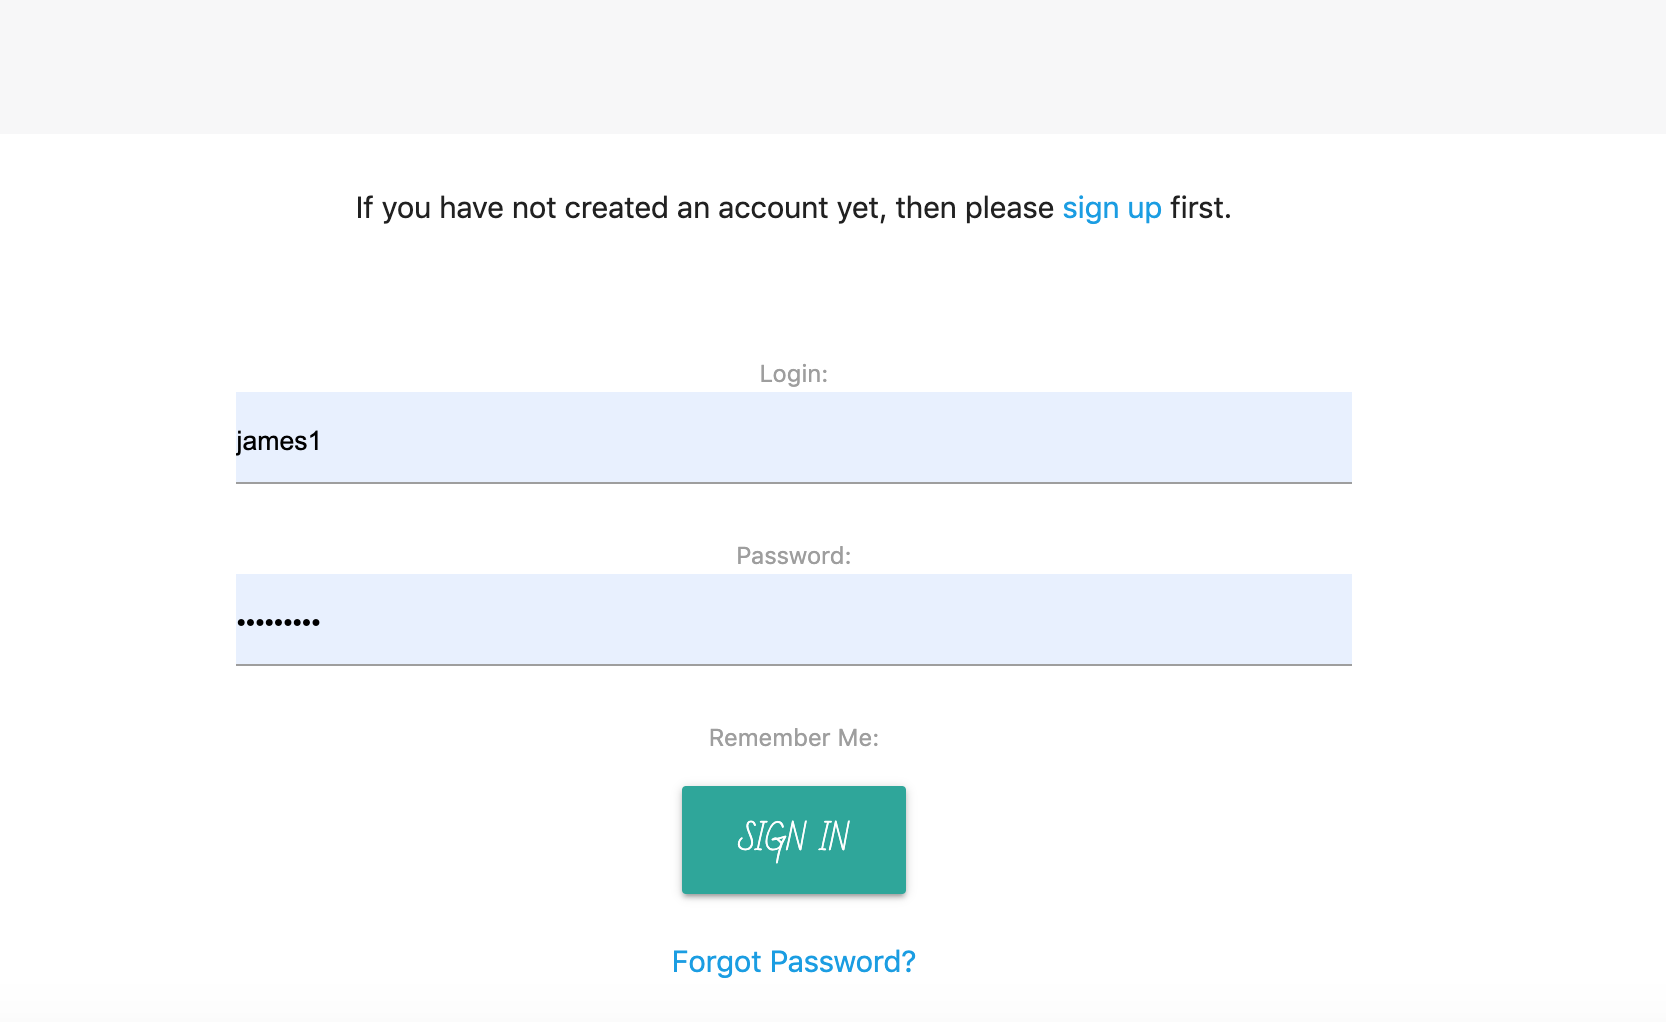 If you have not created an account yet, then please sign up first.
Login:
james1
Password:
•••••••••
Remember Me:
SIGN IN
Forgot Password?